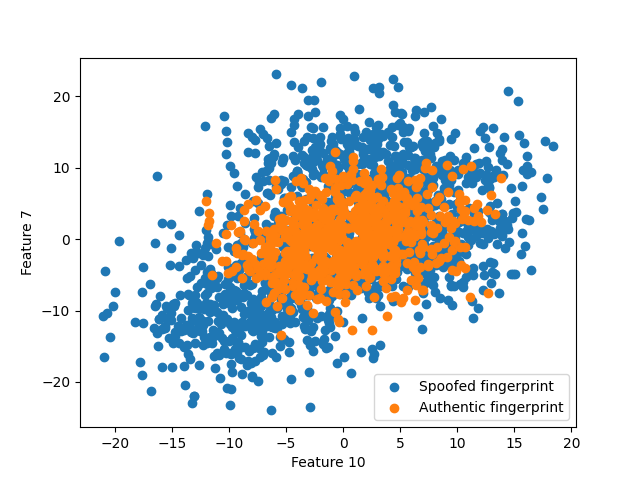 20
10
0
−10
−20
Feature 7
−20 −15 −10 −5 0 5 10 15 20
Feature 10
Spoofed fingerprint
Authentic fingerprint